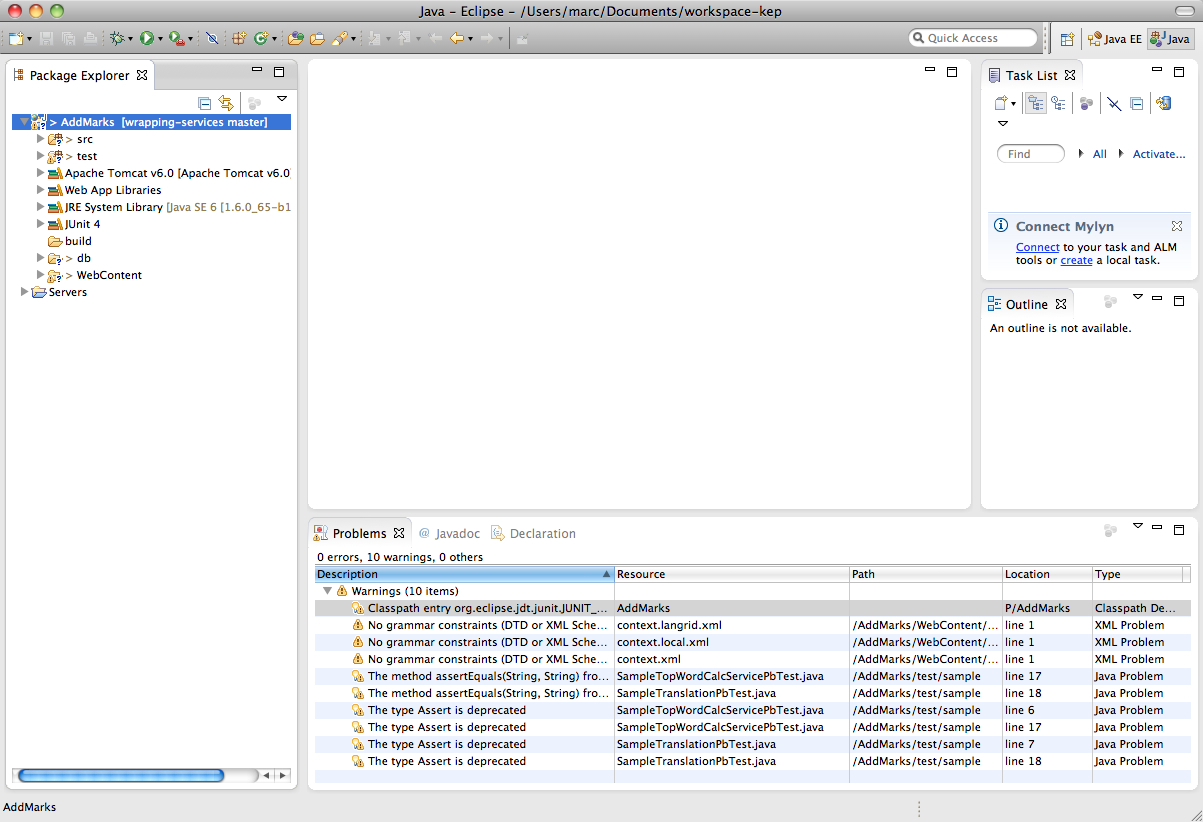 Java – Eclipse – /Users/marc/Documents/workspace-kep
Quick Access
Java EE
Java
Package Explorer
> AddMarks [wrapping-services master]
> src
> test
Apache Tomcat v6.0 [Apache Tomcat v6.0]
Web App Libraries
JRE System Library [Java SE 6 [1.6.0_65-b1
JUnit 4
build
> db
> WebContent
Servers
Task List
Find
All
Activate...
Connect Mylyn
Connect to your task and ALM
tools or create a local task.
Outline
An outline is not available.
Problems
@ Javadoc
Declaration
0 errors, 10 warnings, 0 others
Description Resource Path Location Type
Warnings (10 items)
Classpath entry org.eclipse.jdt.junit.JUNIT_... AddMarks P/AddMarks Classpath De...
No grammar constraints (DTD or XML Sche... context.langrid.xml /AddMarks/WebContent/... line 1 XML Problem
No grammar constraints (DTD or XML Sche... context.local.xml /AddMarks/WebContent/... line 1 XML Problem
No grammar constraints (DTD or XML Sche... context.xml /AddMarks/WebContent/... line 1 XML Problem
The method assertEquals(String, String) fro... SampleTopWordCalcServicePbTest.java /AddMarks/test/sample line 17 Java Problem
The method assertEquals(String, String) fro... SampleTranslationPbTest.java /AddMarks/test/sample line 18 Java Problem
The type Assert is deprecated SampleTopWordCalcServicePbTest.java /AddMarks/test/sample line 6 Java Problem
The type Assert is deprecated SampleTopWordCalcServicePbTest.java /AddMarks/test/sample line 17 Java Problem
The type Assert is deprecated SampleTranslationPbTest.java /AddMarks/test/sample line 7 Java Problem
The type Assert is deprecated SampleTranslationPbTest.java /AddMarks/test/sample line 18 Java Problem
AddMarks